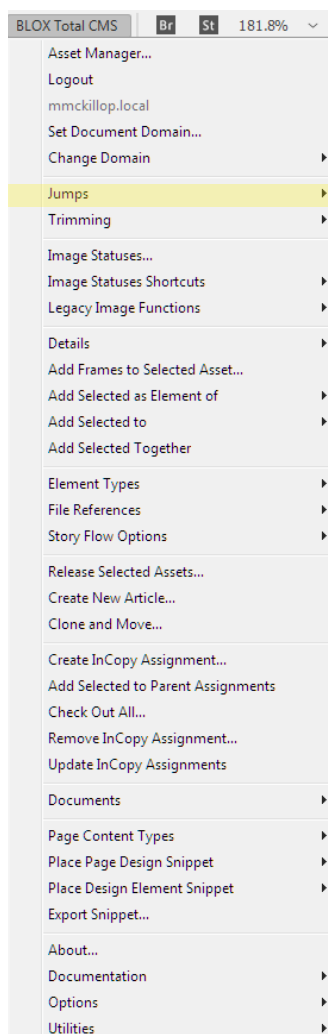 BLOX Total CMS Br St 181.8%
Asset Manager...
Logout
mmckillop.local
Set Document Domain...
Change Domain
Jumps
Trimming
Image Statuses...
Image Statuses Shortcuts
Legacy Image Functions
Details
Add Frames to Selected Asset...
Add Selected as Element of
Add Selected to
Add Selected Together
Element Types
File References
Story Flow Options
Release Selected Assets...
Create New Article...
Clone and Move...
Create InCopy Assignment...
Add Selected to Parent Assignments
Check Out All...
Remove InCopy Assignment...
Update InCopy Assignments
Documents
Page Content Types
Place Page Design Snippet
Place Design Element Snippet
Export Snippet...
About...
Documentation
Options
Utilities